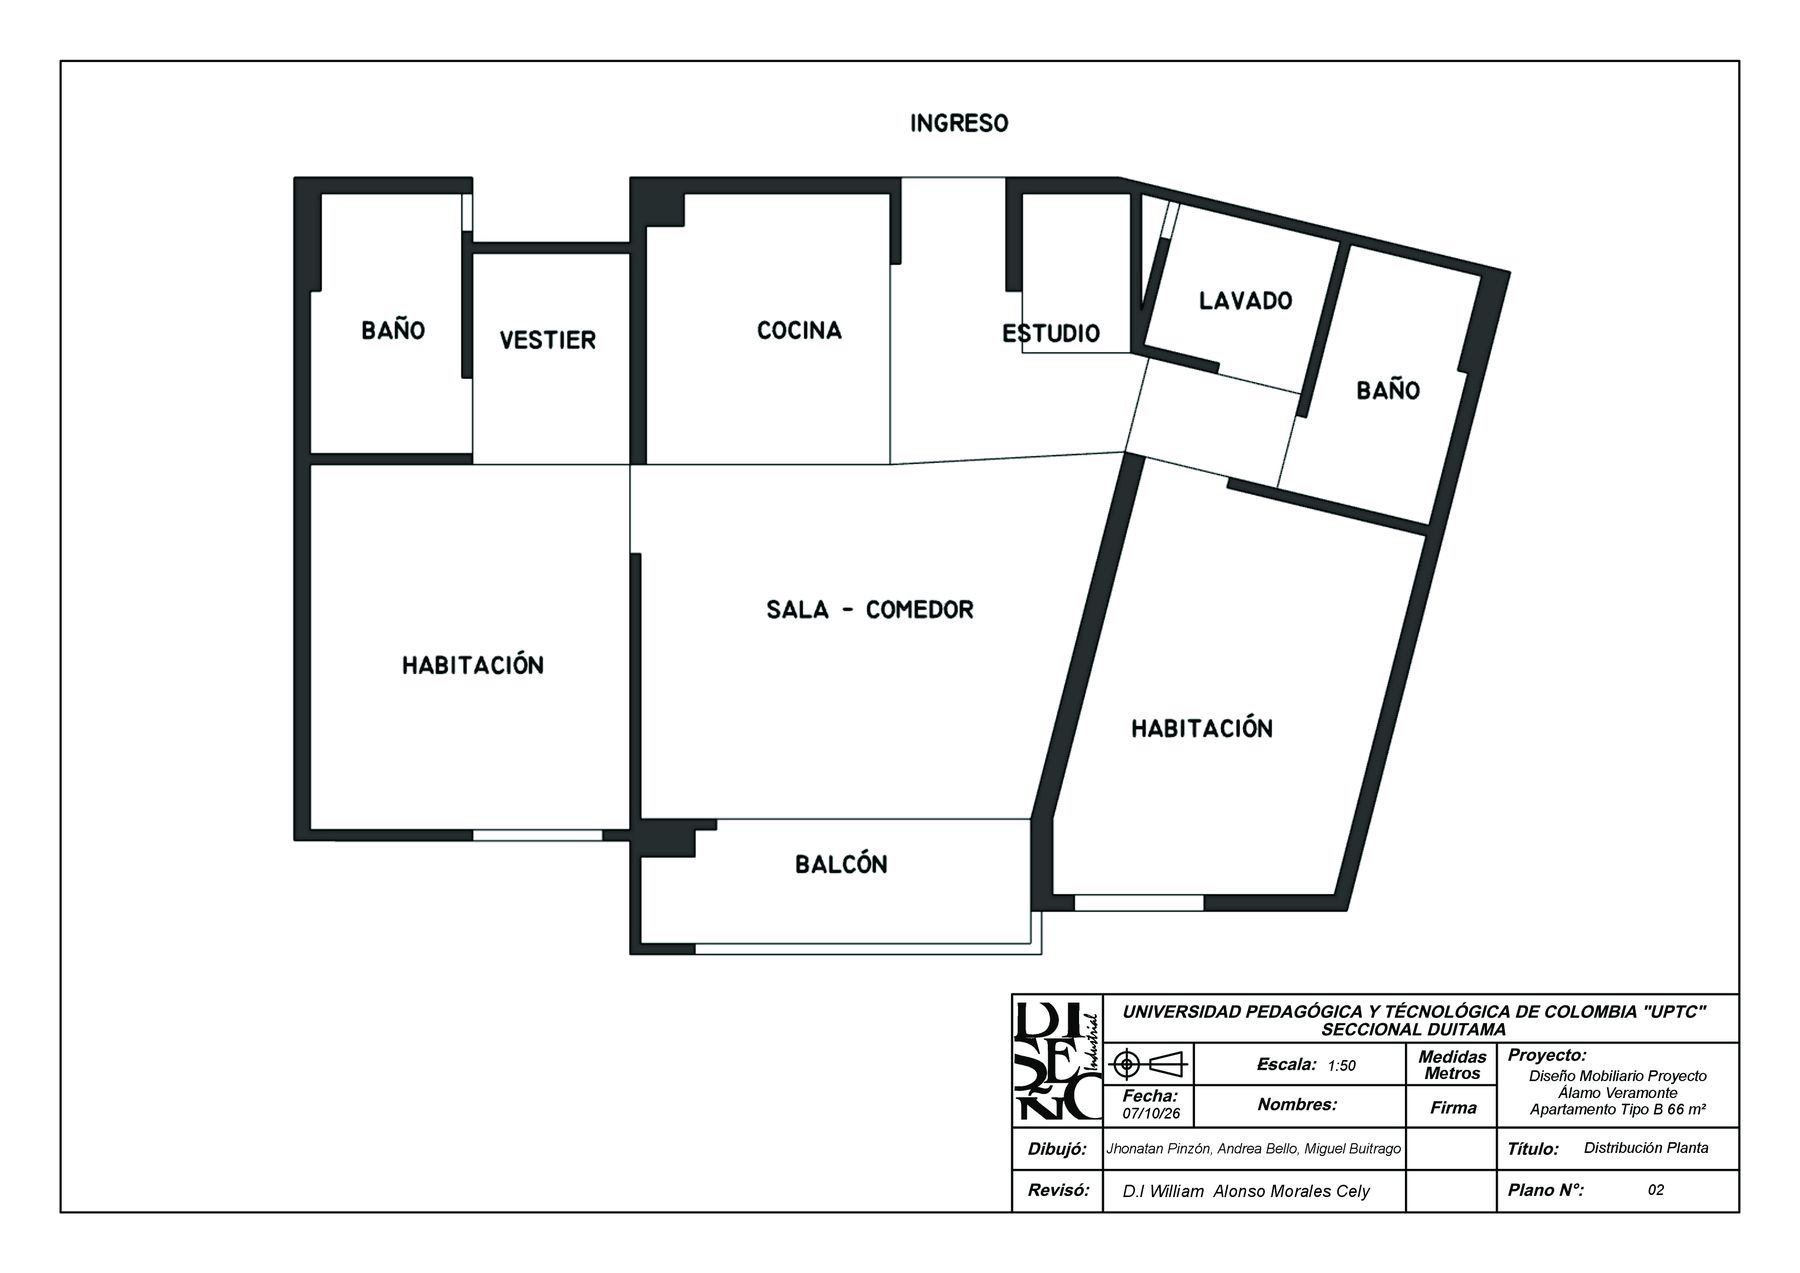 INGRESO
BAÑO
VESTIER
COCINA
ESTUDIO
LAVADO
BAÑO
SALA - COMEDOR
HABITACIÓN
HABITACIÓN
BALCÓN
DISEÑO
Industrial
UNIVERSIDAD PEDAGÓGICA Y TÉCNOLÓGICA DE COLOMBIA "UPTC"
SECCIONAL DUITAMA
Escala: 1:50
Medidas
Metros
Proyecto:
Diseño Mobiliario Proyecto
Álamo Veramonte
Apartamento Tipo B 66 m²
Fecha:
07/10/26
Nombres:
Firma
Dibujó: Jhonatan Pinzón, Andrea Bello, Miguel Buitrago
Título: Distribución Planta
Revisó: D.I William Alonso Morales Cely
Plano N°: 02